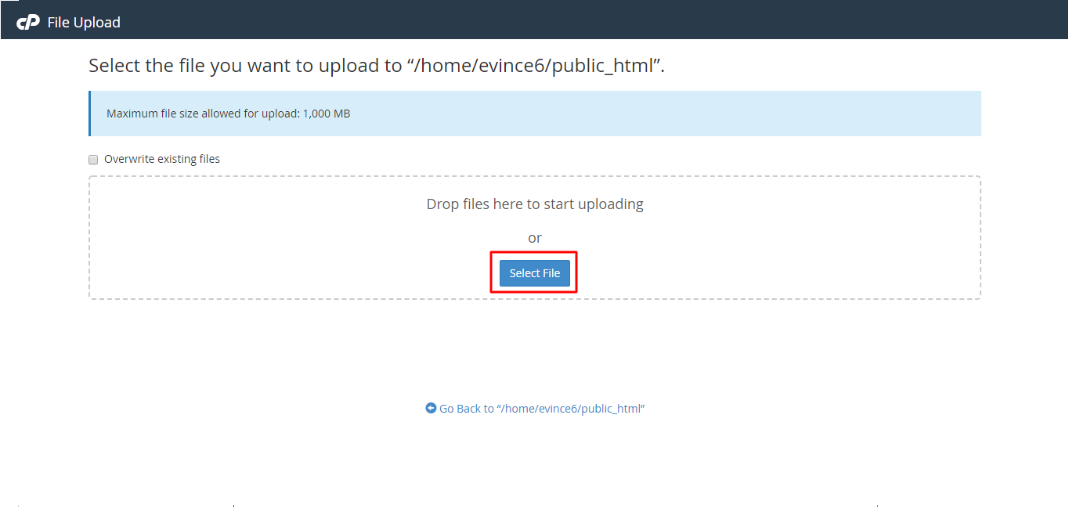 cP File Upload
Select the file you want to upload to “/home/evince6/public_html”.
Maximum file size allowed for upload: 1,000 MB
Overwrite existing files
Drop files here to start uploading
or
Select File
Go Back to “/home/evince6/public_html”